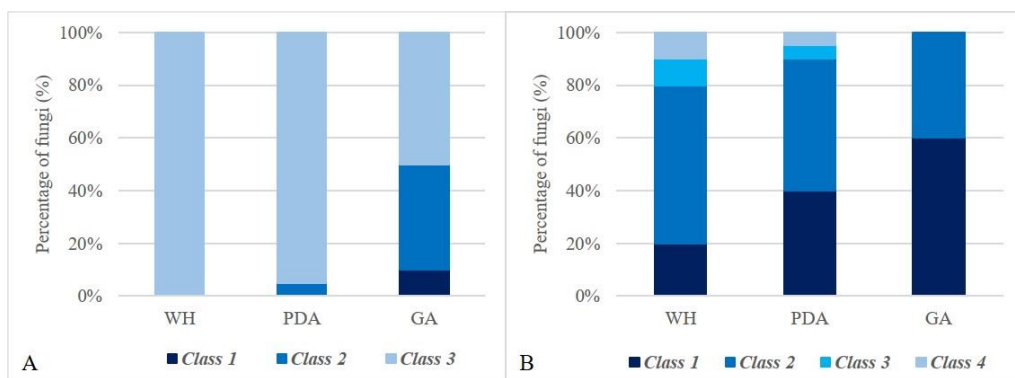 Percentage of fungi (%)
100%
80%
60%
40%
20%
0%
WH PDA GA
A
Class 1 Class 2 Class 3
Percentage of fungi (%)
100%
80%
60%
40%
20%
0%
WH PDA GA
B
Class 1 Class 2 Class 3 Class 4